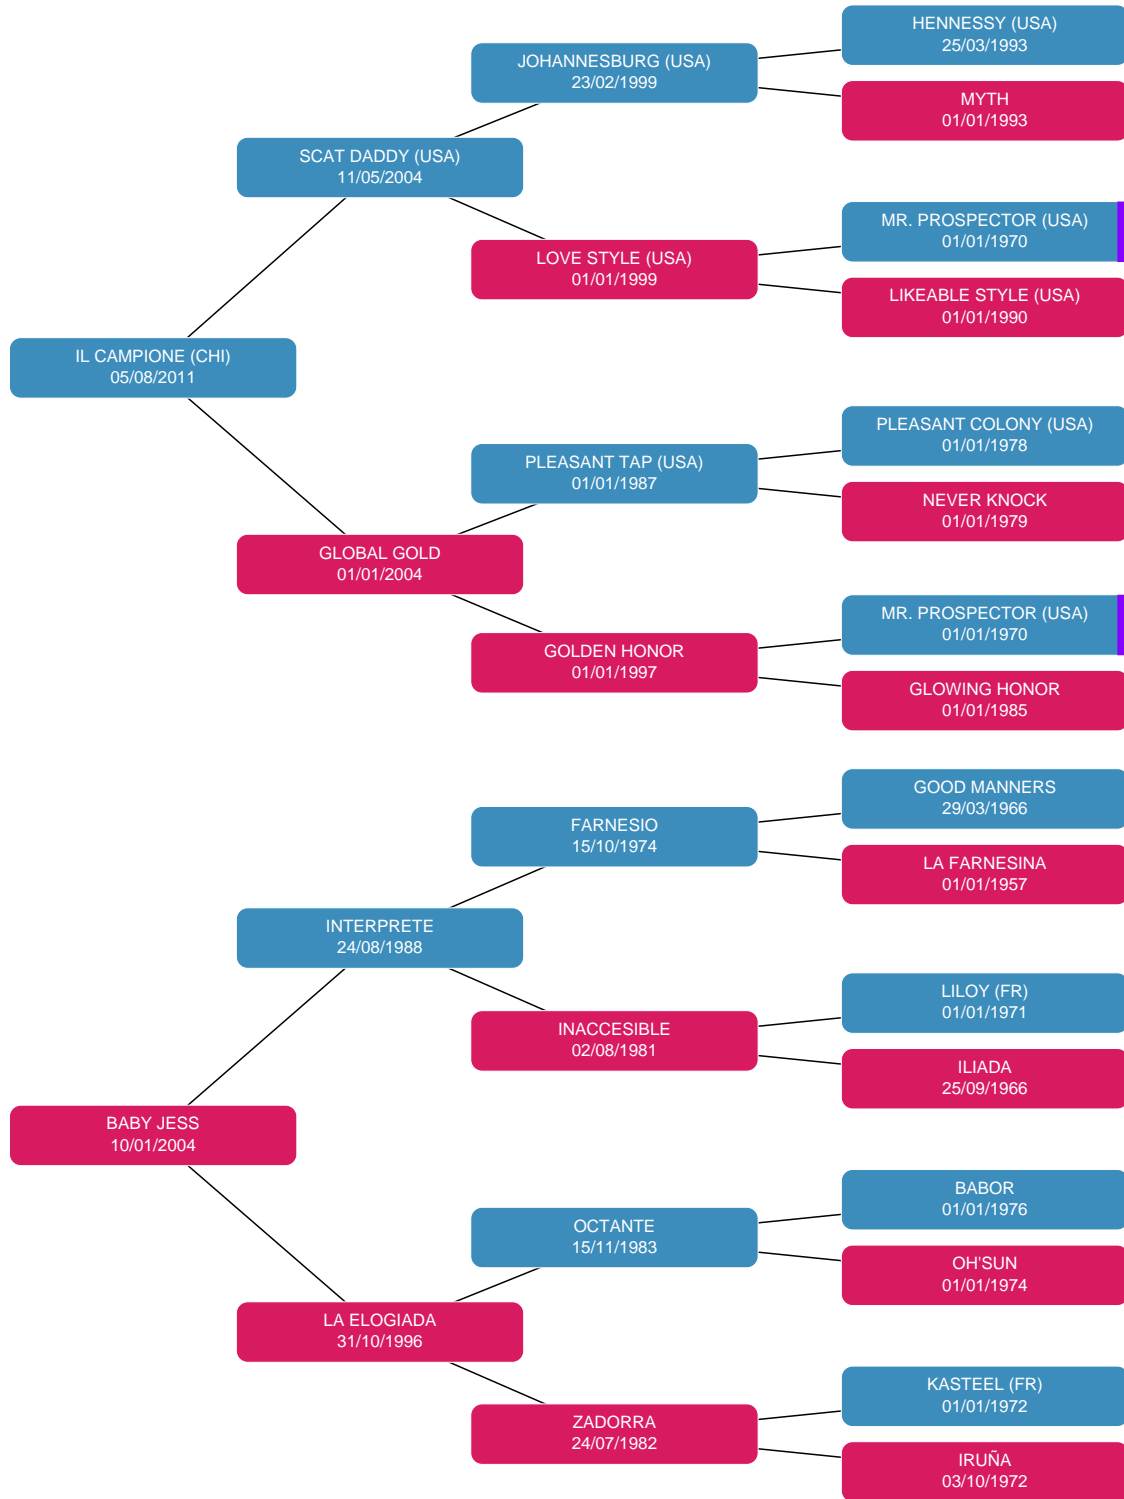 HENNESSY (USA)
25/03/1993
JOHANNESBURG (USA)
23/02/1999
MYTH
01/01/1993
SCAT DADDY (USA)
11/05/2004
MR. PROSPECTOR (USA)
01/01/1970
LOVE STYLE (USA)
01/01/1999
LIKEABLE STYLE (USA)
01/01/1990
IL CAMPIONE (CHI)
05/08/2011
PLEASANT COLONY (USA)
01/01/1978
PLEASANT TAP (USA)
01/01/1987
NEVER KNOCK
01/01/1979
GLOBAL GOLD
01/01/2004
MR. PROSPECTOR (USA)
01/01/1970
GOLDEN HONOR
01/01/1997
GLOWING HONOR
01/01/1985
GOOD MANNERS
29/03/1966
FARNESIO
15/10/1974
LA FARNESINA
01/01/1957
INTERPRETE
24/08/1988
LILOY (FR)
01/01/1971
INACCESIBLE
02/08/1981
ILIADA
25/09/1966
BABY JESS
10/01/2004
BABOR
01/01/1976
OCTANTE
15/11/1983
OH'SUN
01/01/1974
LA ELOGIADA
31/10/1996
KASTEEL (FR)
01/01/1972
ZADORRA
24/07/1982
IRUÑA
03/10/1972